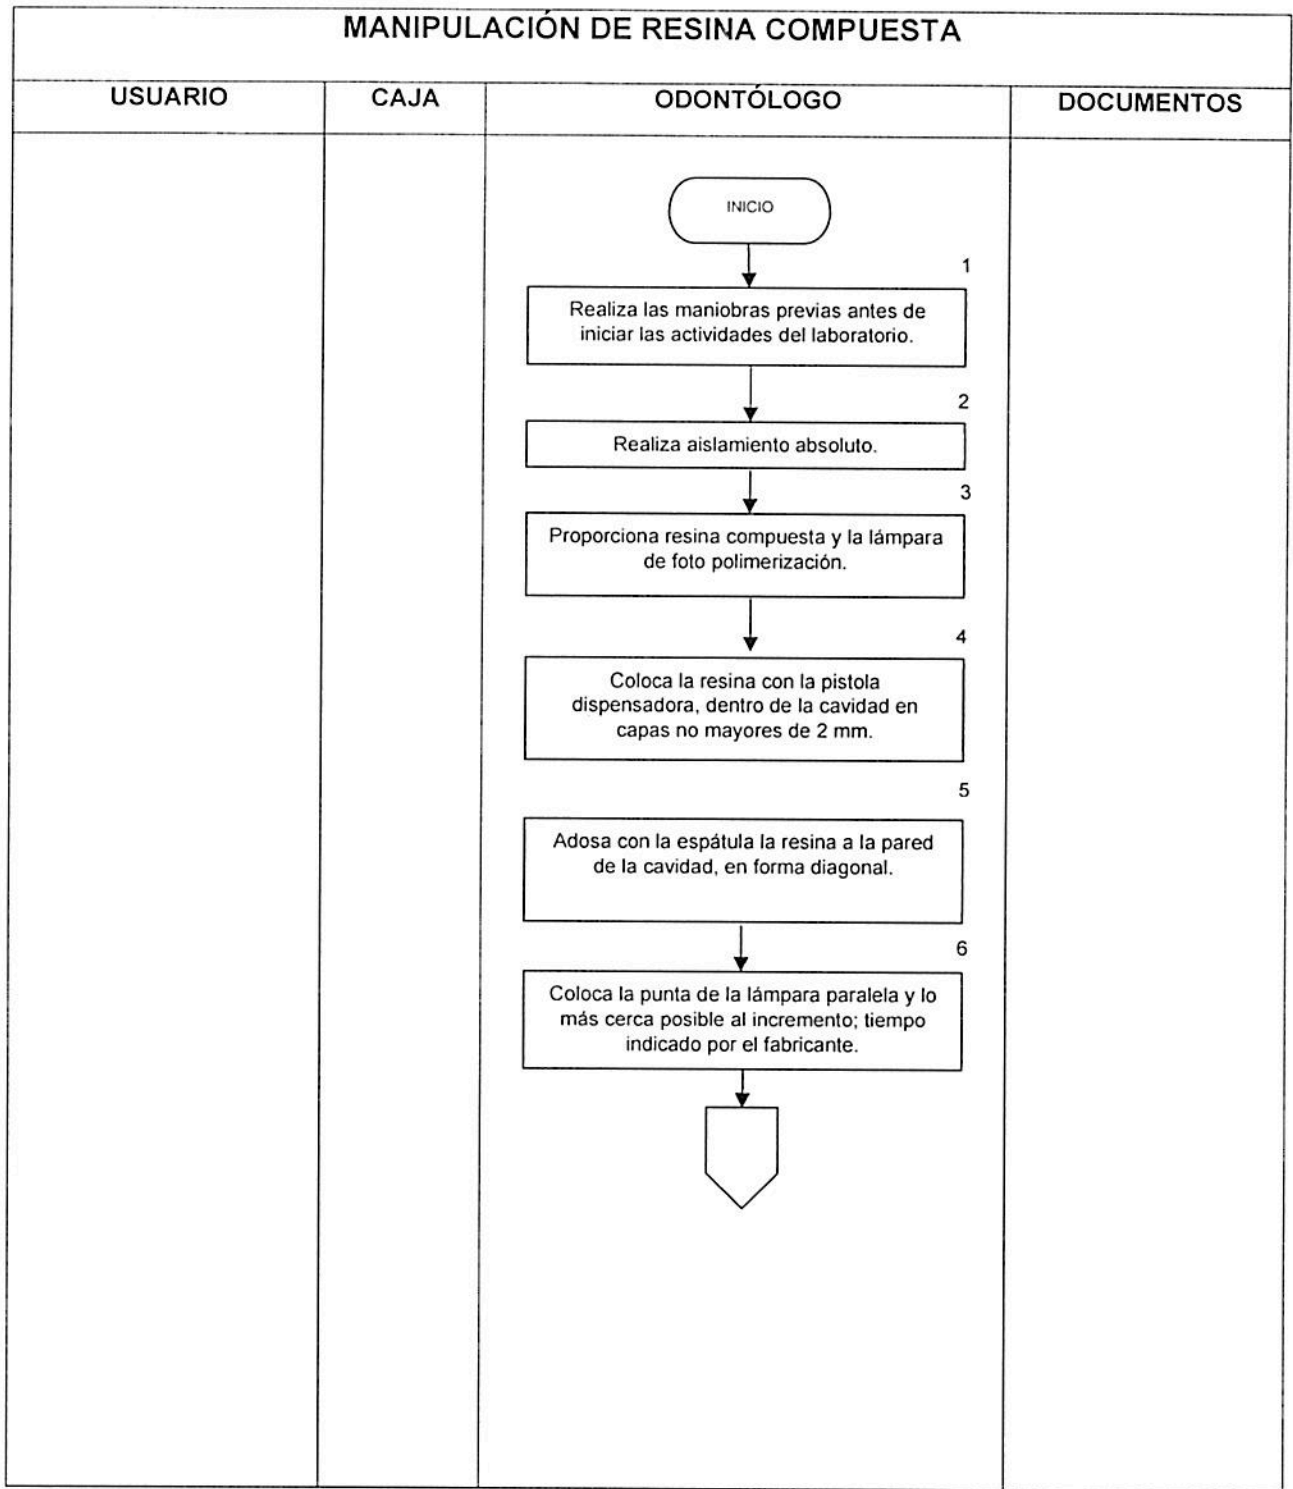 MANIPULACIÓN DE RESINA COMPUESTA
USUARIO
CAJA
ODONTÓLOGO
DOCUMENTOS
INICIO
1
Realiza las maniobras previas antes de
iniciar las actividades del laboratorio.
2
Realiza aislamiento absoluto.
3
Proporciona resina compuesta y la lámpara
de foto polimerización.
4
Coloca la resina con la pistola
dispensadora, dentro de la cavidad en
capas no mayores de 2 mm.
5
Adosa con la espátula la resina a la pared
de la cavidad, en forma diagonal.
6
Coloca la punta de la lámpara paralela y lo
más cerca posible al incremento; tiempo
indicado por el fabricante.